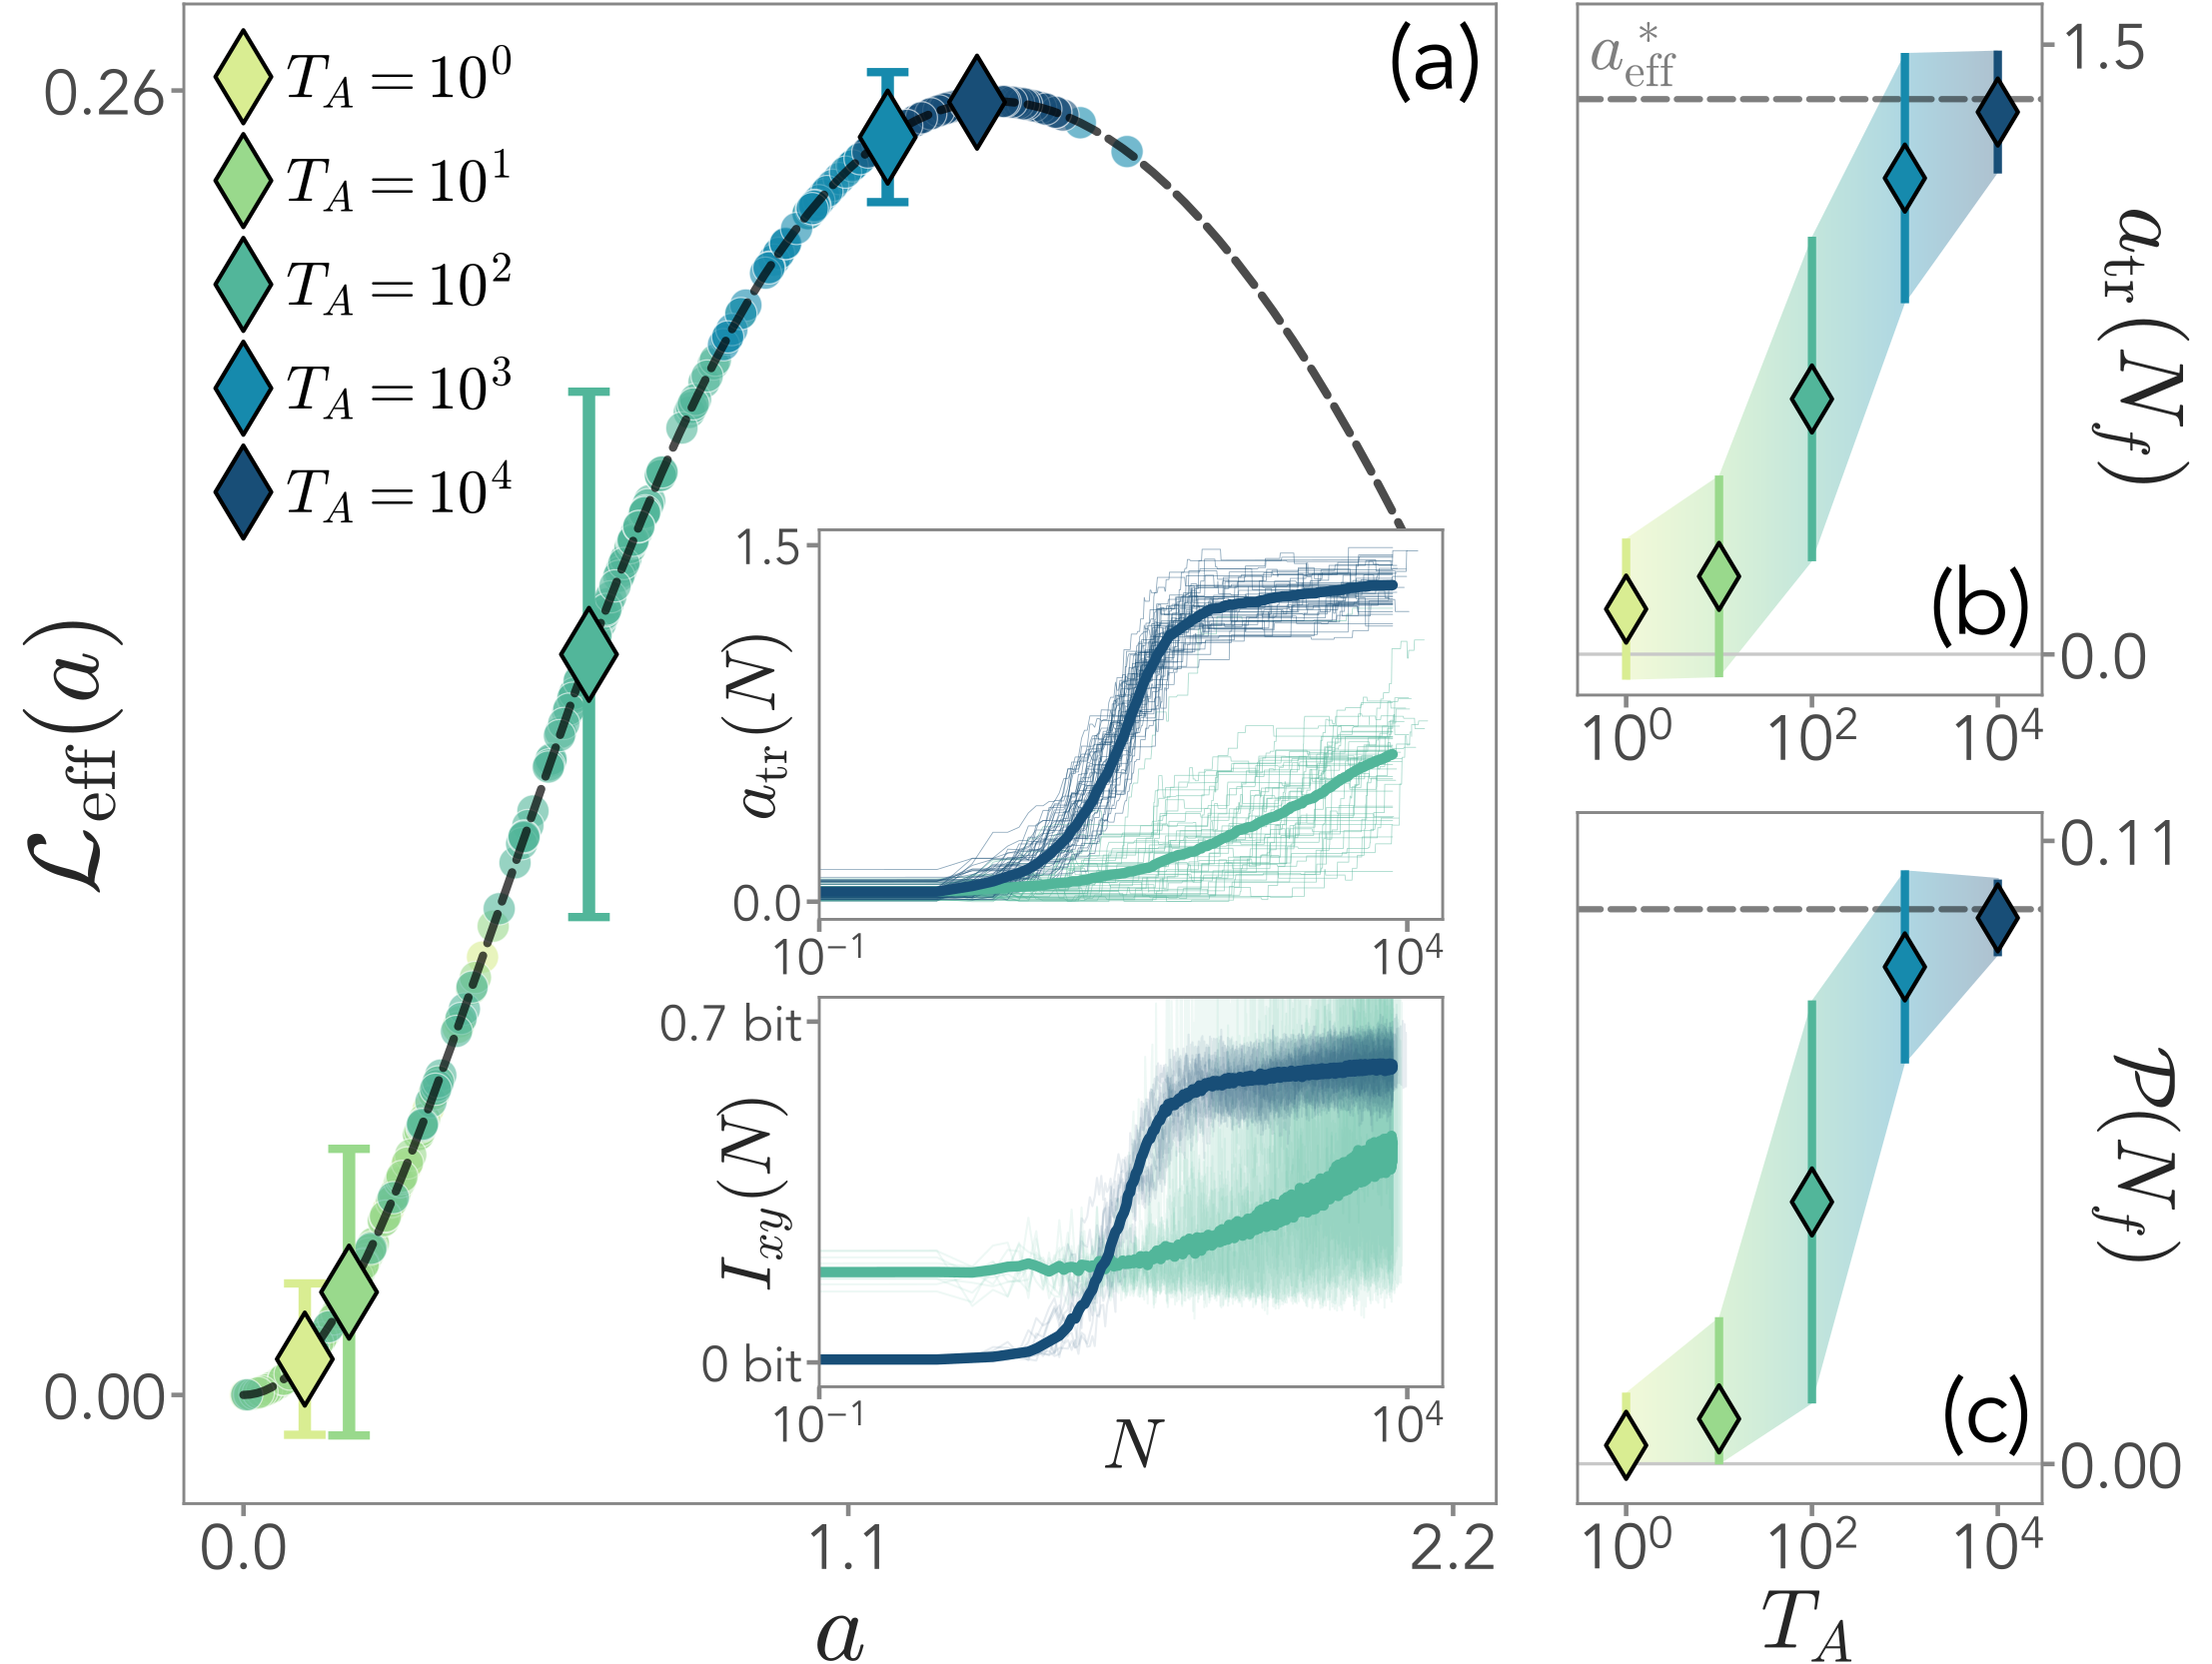 (a)
T_A = 10^0
T_A = 10^1
T_A = 10^2
T_A = 10^3
T_A = 10^4
0.26
0.00
ℒ_eff(a)
0.0 1.1 2.2
a
1.5
0.0
a_tr(N)
10^−1 10^4
0.7 bit
0 bit
I_xy(N)
10^−1 10^4
N
a_eff^*
(b)
1.5
0.0
a_tr(N_f)
10^0 10^2 10^4
(c)
0.11
0.00
𝒫(N_f)
10^0 10^2 10^4
T_A